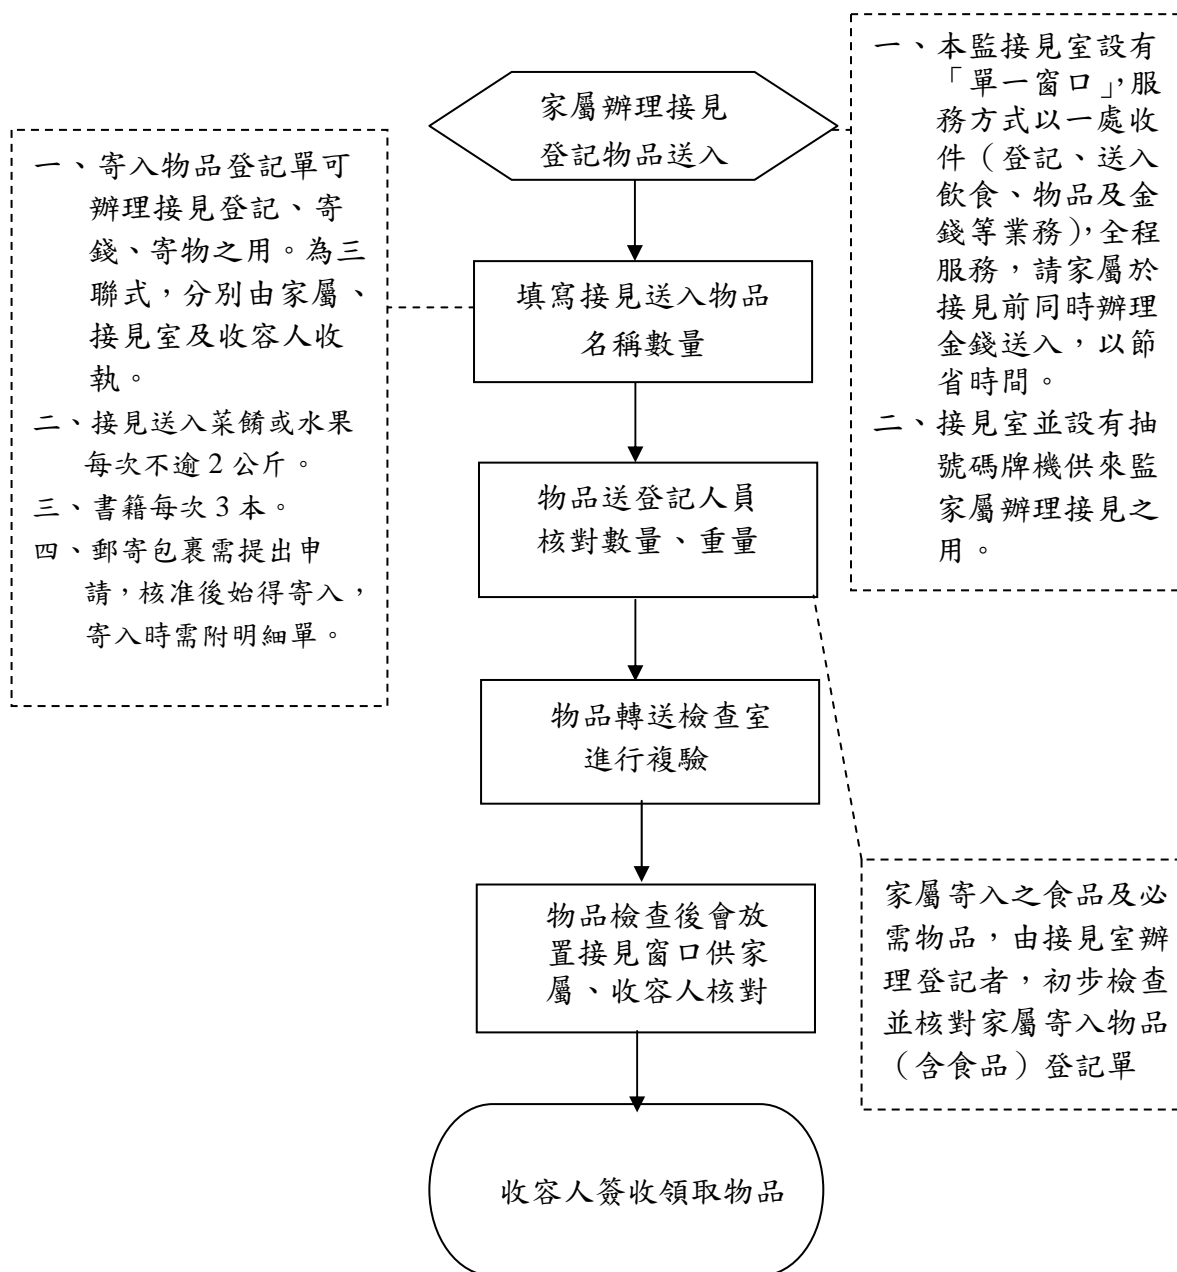 家屬辦理接見
登記物品送入
一、本監接見室設有
「單一窗口」,服
務方式以一處收
件（登記、送入
飲食、物品及金
錢等業務）,全程
服務，請家屬於
接見前同時辦理
金錢送入，以節
省時間。
二、接見室並設有抽
號碼牌機供來監
家屬辦理接見之
用。
一、寄入物品登記單可
辦理接見登記、寄
錢、寄物之用。為三
聯式，分別由家屬、
接見室及收容人收
執。
二、接見送入菜餚或水果
每次不逾2公斤。
三、書籍每次3本。
四、郵寄包裹需提出申
請，核准後始得寄入，
寄入時需附明細單。
填寫接見送入物品
名稱數量
物品送登記人員
核對數量、重量
物品轉送檢查室
進行複驗
物品檢查後會放
置接見窗口供家
屬、收容人核對
家屬寄入之食品及必
需物品，由接見室辦
理登記者，初步檢查
並核對家屬寄入物品
（含食品）登記單
收容人簽收領取物品